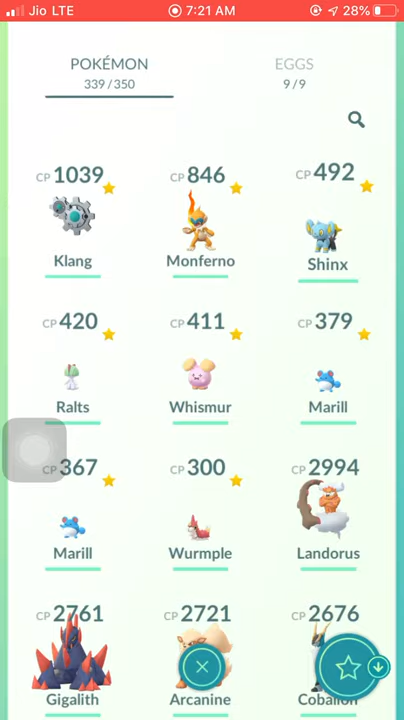 Jio LTE 7:21 AM 28%
POKÉMON EGGS
339/350 9/9
CP 1039 CP 846 CP 492
Klang Monferno Shinx
CP 420 CP 411 CP 379
Ralts Whismur Marill
CP 367 CP 300 CP 2994
Marill Wurmple Landorus
CP 2761 CP 2721 CP 2676
Gigalith Arcanine Cobalion